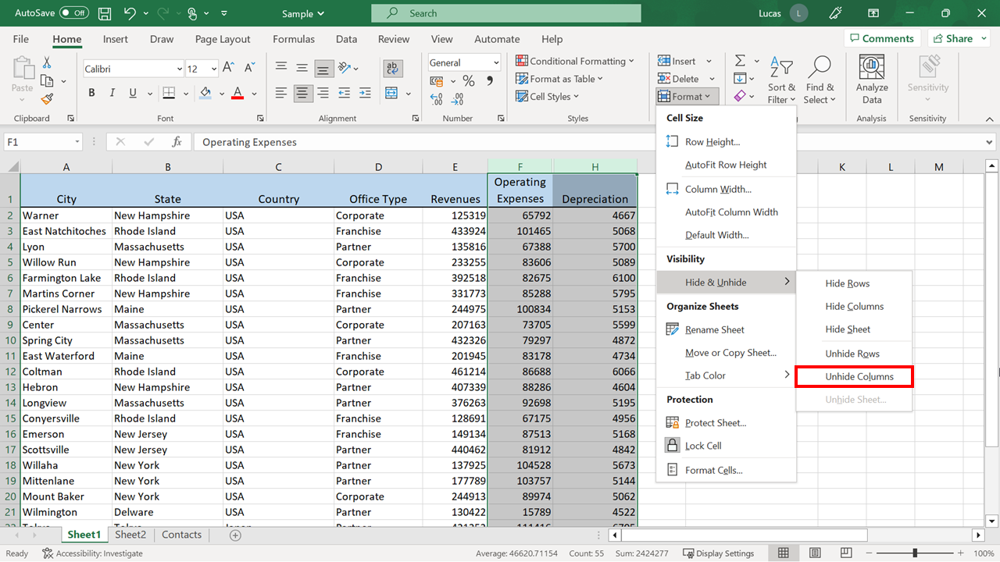 AutoSave Off Sample Search Lucas L
File Home Insert Draw Page Layout Formulas Data Review View Automate Help Comments Share
Paste
Clipboard
Calibri 12
B I U A
Font
ab
Alignment
General
% 9
Number
Conditional Formatting
Format as Table
Cell Styles
Styles
Insert
Delete
Format
Sort & Filter
Find & Select
Analyze Data
Analysis
Sensitivity
Sensitivity
F1 fx Operating Expenses
A B C D E F H K L M
1 City State Country Office Type Revenues Operating Expenses Depreciation
2 Warner New Hampshire USA Corporate 125319 65792 4667
3 East Natchitoches Rhode Island USA Franchise 433924 101465 5068
4 Lyon Massachusetts USA Partner 135816 67388 5700
5 Willow Run New Hampshire USA Corporate 233255 83606 5089
6 Farmington Lake Rhode Island USA Franchise 392518 82675 6100
7 Martins Corner New Hampshire USA Franchise 331773 85288 5795
8 Pickerel Narrows Maine USA Partner 244975 100834 5153
9 Center Massachusetts USA Corporate 207163 73705 5599
10 Spring City Massachusetts USA Partner 432326 79297 4872
11 East Waterford Maine USA Franchise 201945 83178 4734
12 Coltman Rhode Island USA Corporate 461214 86688 6066
13 Hebron New Hampshire USA Partner 407339 88286 4604
14 Longview Massachusetts USA Partner 376263 92698 5195
15 Conyersville Rhode Island USA Franchise 128691 67175 4956
16 Emerson New Jersey USA Franchise 149134 87513 5168
17 Scottsville New Jersey USA Partner 440462 81912 4842
18 Willaha New York USA Partner 137925 104528 5673
19 Mittenlane New York USA Partner 177789 103757 5144
20 Mount Baker New York USA Corporate 244913 89974 5062
21 Wilmington Delware USA Partner 130422 15789 4522
Cell Size
Row Height...
AutoFit Row Height
Column Width...
AutoFit Column Width
Default Width...
Visibility
Hide & Unhide
Organize Sheets
Rename Sheet
Move or Copy Sheet...
Tab Color
Protection
Protect Sheet...
Lock Cell
Format Cells...
Hide Rows
Hide Columns
Hide Sheet
Unhide Rows
Unhide Columns
Unhide Sheet...
Sheet1 Sheet2 Contacts
Ready Accessibility: Investigate Average: 46620.71154 Count: 55 Sum: 2424277 Display Settings 100%